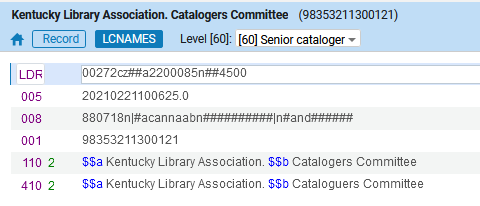 Kentucky Library Association. Catalogers Committee (98353211300121)
Record LCNAMES Level [60]: [60] Senior cataloger
LDR 00272cz##a2200085n##4500
005 20210221100625.0
008 880718n|#acannaabn##########|n#and######
001 98353211300121
110 2 $$a Kentucky Library Association. $$b Catalogers Committee
410 2 $$a Kentucky Library Association. $$b Cataloguers Committee